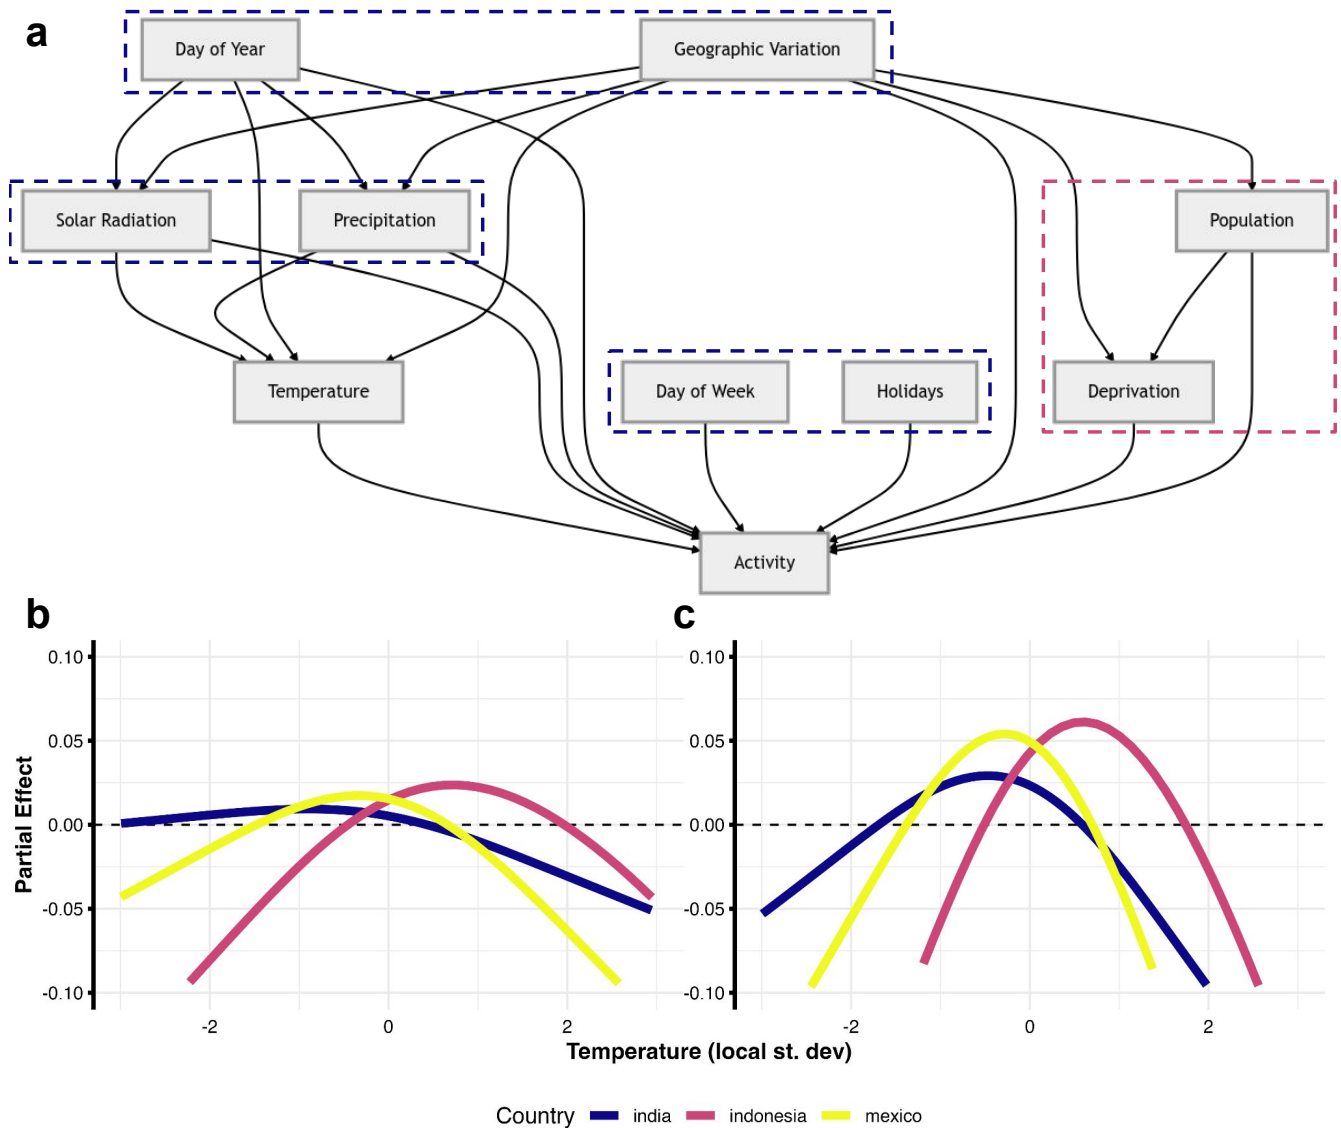 a
Day of Year
Geographic Variation
Solar Radiation
Precipitation
Population
Temperature
Day of Week
Holidays
Deprivation
Activity
b
c
Partial Effect
0.10
0.05
0.00
-0.05
-0.10
-2
0
2
0.10
0.05
0.00
-0.05
-0.10
-2
0
2
Temperature (local st. dev)
Country
india
indonesia
mexico